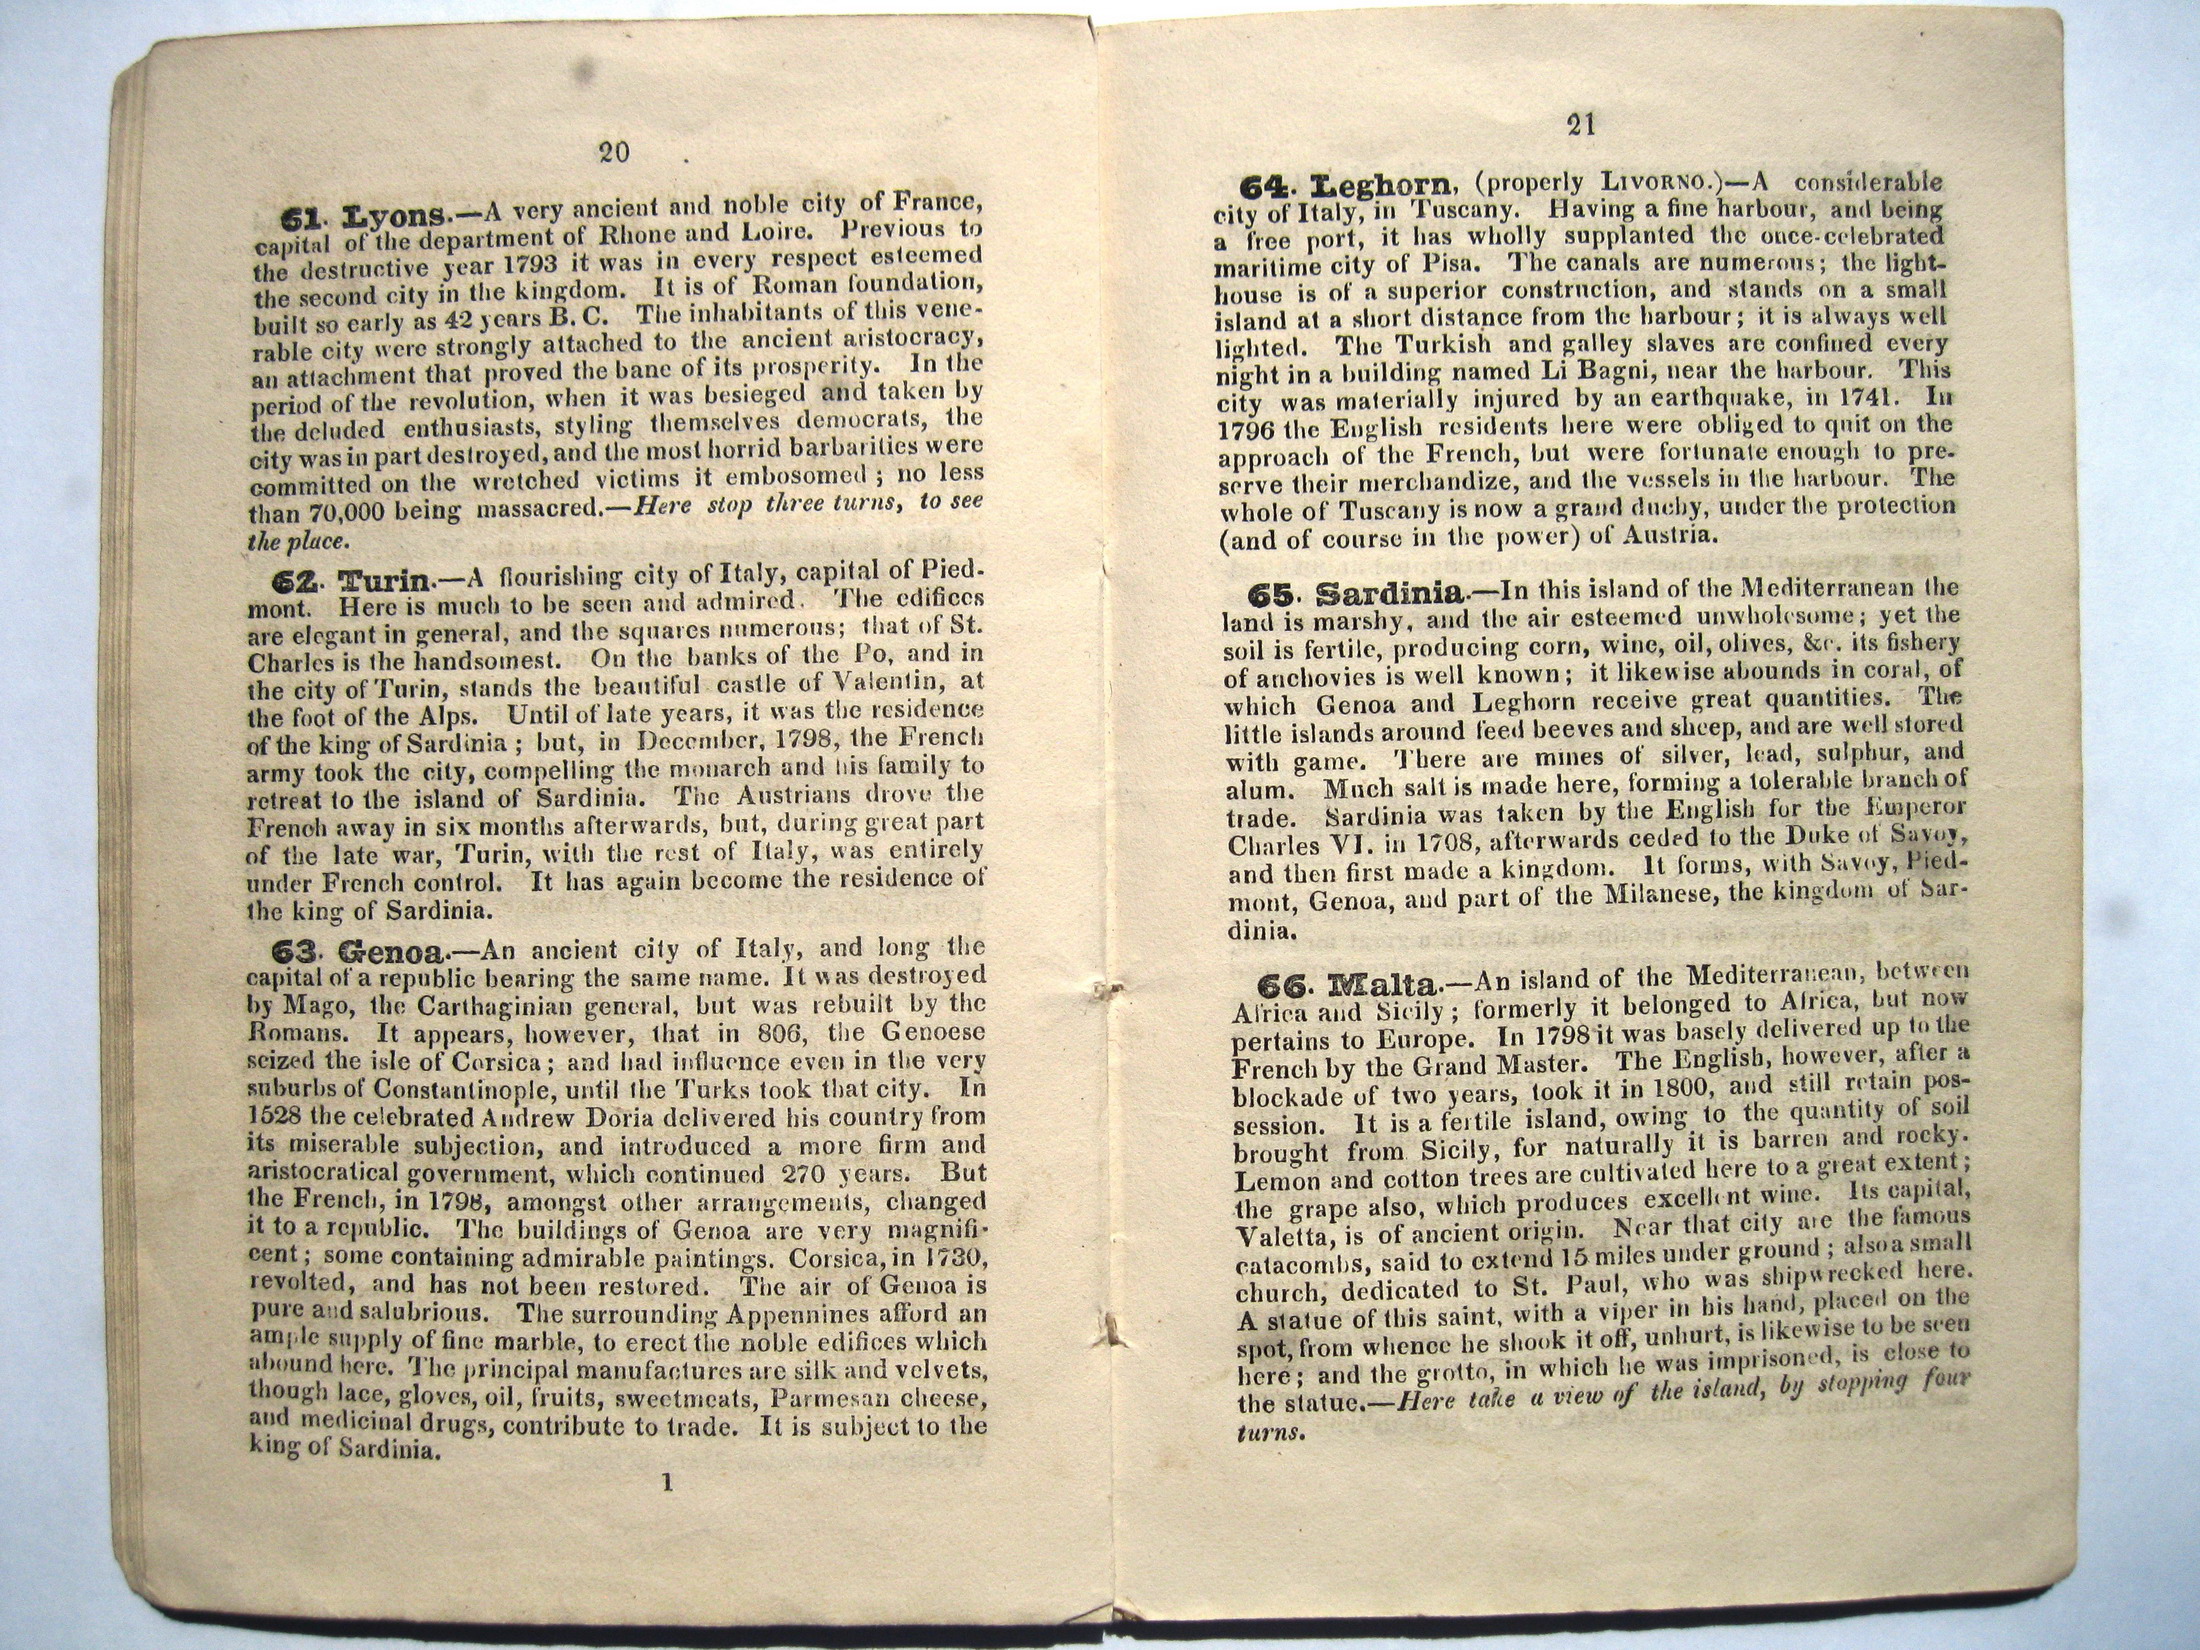 20
61. Lyons.—A very ancient and noble city of France,
capital of the department of Rhone and Loire. Previous to
the destructive year 1793 it was in every respect esteemed
the second city in the kingdom. It is of Roman foundation,
built so early as 42 years B. C. The inhabitants of this vene-
rable city were strongly attached to the ancient aristocracy,
an attachment that proved the bane of its prosperity. In the
period of the revolution, when it was besieged and taken by
the deluded enthusiasts, styling themselves democrats, the
city was in part destroyed, and the most horrid barbarities were
committed on the wretched victims it embosomed; no less
than 70,000 being massacred.—Here stop three turns, to see
the place.
62. Turin.—A flourishing city of Italy, capital of Pied-
mont. Here is much to be seen and admired. The edifices
are elegant in general, and the squares numerous; that of St.
Charles is the handsomest. On the banks of the Po, and in
the city of Turin, stands the beautiful castle of Valentin, at
the foot of the Alps. Until of late years, it was the residence
of the king of Sardinia; but, in December, 1798, the French
army took the city, compelling the monarch and his family to
retreat to the island of Sardinia. The Austrians drove the
French away in six months afterwards, but, during great part
of the late war, Turin, with the rest of Italy, was entirely
under French control. It has again become the residence of
the king of Sardinia.
63. Genoa.—An ancient city of Italy, and long the
capital of a republic bearing the same name. It was destroyed
by Mago, the Carthaginian general, but was rebuilt by the
Romans. It appears, however, that in 806, the Genoese
seized the isle of Corsica; and had influence even in the very
suburbs of Constantinople, until the Turks took that city. In
1528 the celebrated Andrew Doria delivered his country from
its miserable subjection, and introduced a more firm and
aristocratical government, which continued 270 years. But
the French, in 1798, amongst other arrangements, changed
it to a republic. The buildings of Genoa are very magnifi-
cent; some containing admirable paintings. Corsica, in 1730,
revolted, and has not been restored. The air of Genoa is
pure and salubrious. The surrounding Appennines afford an
ample supply of fine marble, to erect the noble edifices which
abound here. The principal manufactures are silk and velvets,
though lace, gloves, oil, fruits, sweetmeats, Parmesan cheese,
and medicinal drugs, contribute to trade. It is subject to the
king of Sardinia.
1
21
64. Leghorn, (properly LIVORNO.)—A considerable
city of Italy, in Tuscany. Having a fine harbour, and being
a free port, it has wholly supplanted the once-celebrated
maritime city of Pisa. The canals are numerous; the light-
house is of a superior construction, and stands on a small
island at a short distance from the harbour; it is always well
lighted. The Turkish and galley slaves are confined every
night in a building named Li Bagni, near the harbour. This
city was materially injured by an earthquake, in 1741. In
1796 the English residents here were obliged to quit on the
approach of the French, but were fortunate enough to pre-
serve their merchandize, and the vessels in the harbour. The
whole of Tuscany is now a grand duchy, under the protection
(and of course in the power) of Austria.
65. Sardinia.—In this island of the Mediterranean the
land is marshy, and the air esteemed unwholesome; yet the
soil is fertile, producing corn, wine, oil, olives, &c. its fishery
of anchovies is well known; it likewise abounds in coral, of
which Genoa and Leghorn receive great quantities. The
little islands around feed beeves and sheep, and are well stored
with game. There are mines of silver, lead, sulphur, and
alum. Much salt is made here, forming a tolerable branch of
trade. Sardinia was taken by the English for the Emperor
Charles VI. in 1708, afterwards ceded to the Duke of Savoy,
and then first made a kingdom. It forms, with Savoy, Pied-
mont, Genoa, and part of the Milanese, the kingdom of Sar-
dinia.
66. Malta.—An island of the Mediterranean, between
Africa and Sicily; formerly it belonged to Africa, but now
pertains to Europe. In 1798 it was basely delivered up to the
French by the Grand Master. The English, however, after a
blockade of two years, took it in 1800, and still retain pos-
session. It is a fertile island, owing to the quantity of soil
brought from Sicily, for naturally it is barren and rocky.
Lemon and cotton trees are cultivated here to a great extent;
the grape also, which produces excellent wine. Its capital,
Valetta, is of ancient origin. Near that city are the famous
catacombs, said to extend 15 miles under ground; also a small
church, dedicated to St. Paul, who was shipwrecked here.
A statue of this saint, with a viper in his hand, placed on the
spot, from whence he shook it off, unhurt, is likewise to be seen
here; and the grotto, in which he was imprisoned, is close to
the statue.—Here take a view of the island, by stopping four
turns.